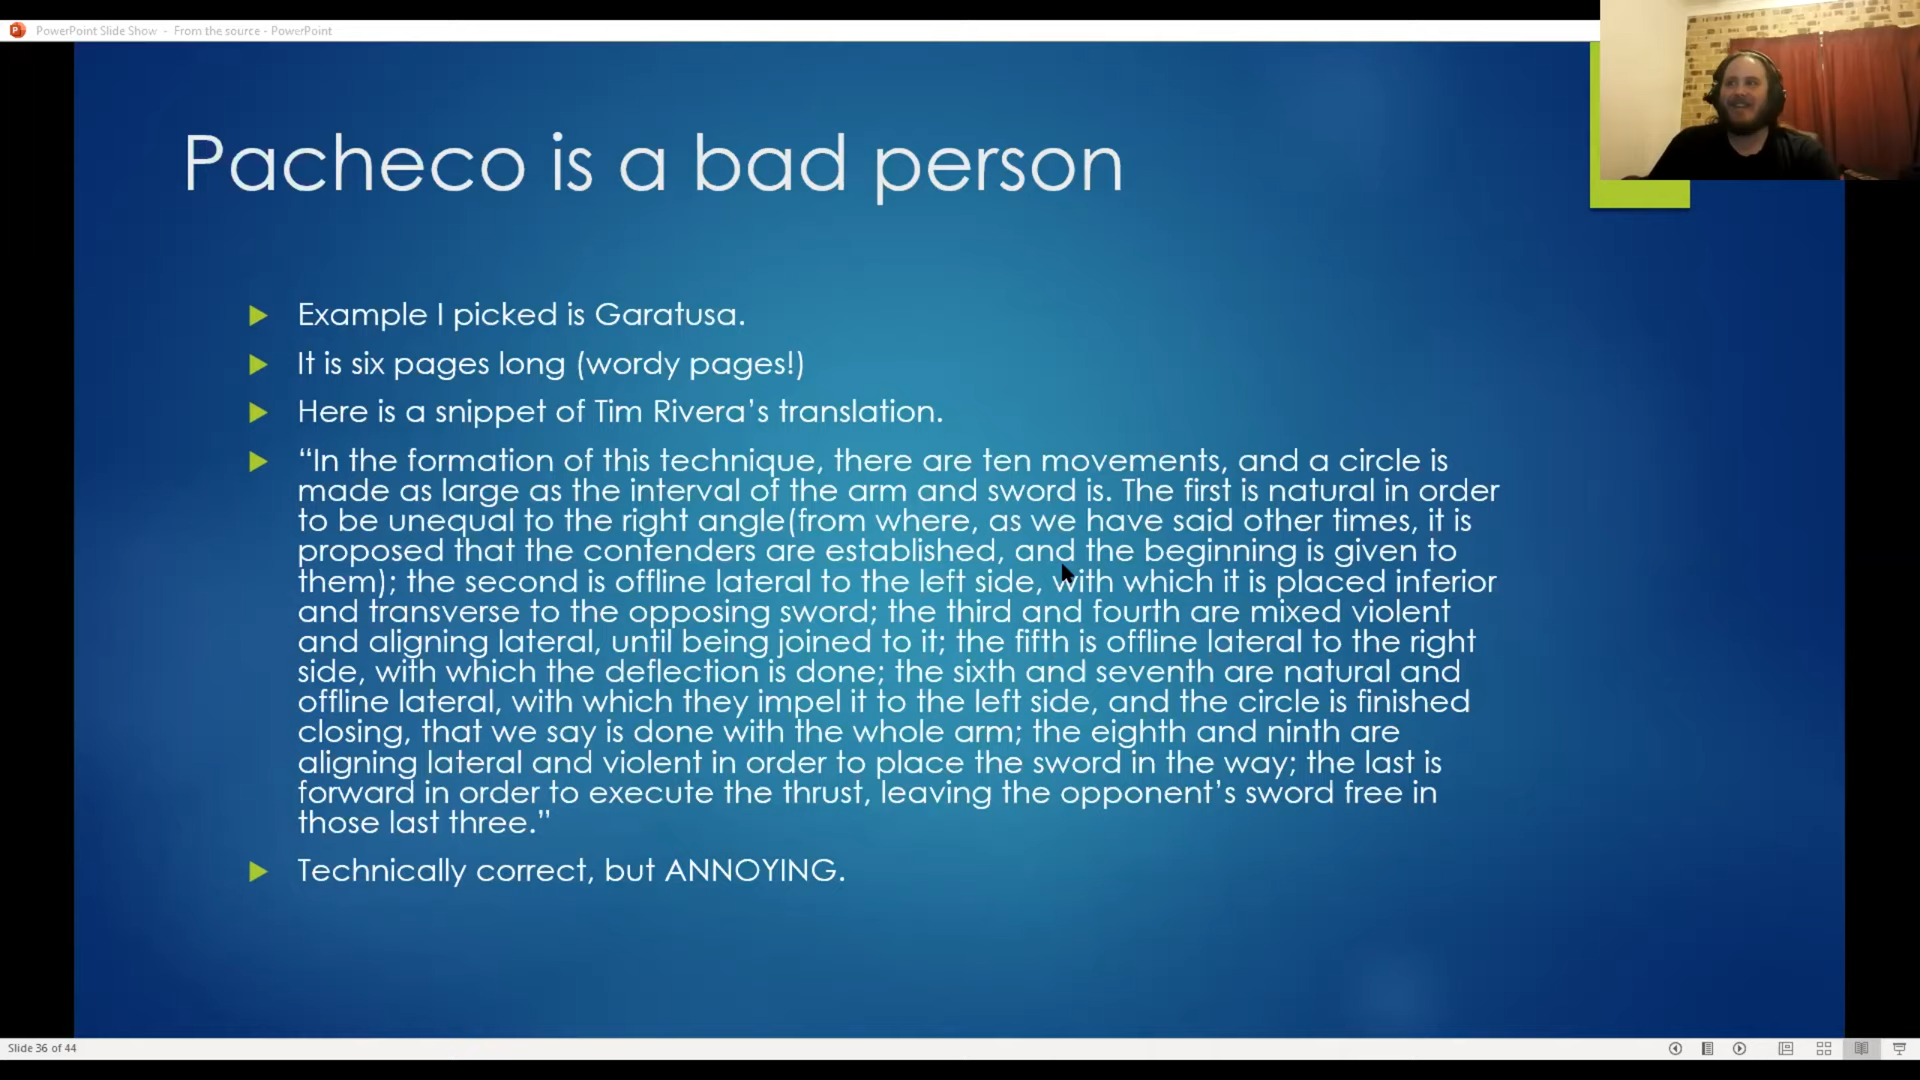 PowerPoint Slide Show - From the source - PowerPoint
Pacheco is a bad person
Example I picked is Garatusa.
It is six pages long (wordy pages!)
Here is a snippet of Tim Rivera’s translation.
“In the formation of this technique, there are ten movements, and a circle is
made as large as the interval of the arm and sword is. The first is natural in order
to be unequal to the right angle(from where, as we have said other times, it is
proposed that the contenders are established, and the beginning is given to
them); the second is offline lateral to the left side, with which it is placed inferior
and transverse to the opposing sword; the third and fourth are mixed violent
and aligning lateral, until being joined to it; the fifth is offline lateral to the right
side, with which the deflection is done; the sixth and seventh are natural and
offline lateral, with which they impel it to the left side, and the circle is finished
closing, that we say is done with the whole arm; the eighth and ninth are
aligning lateral and violent in order to place the sword in the way; the last is
forward in order to execute the thrust, leaving the opponent’s sword free in
those last three.”
Technically correct, but ANNOYING.
Slide 36 of 44